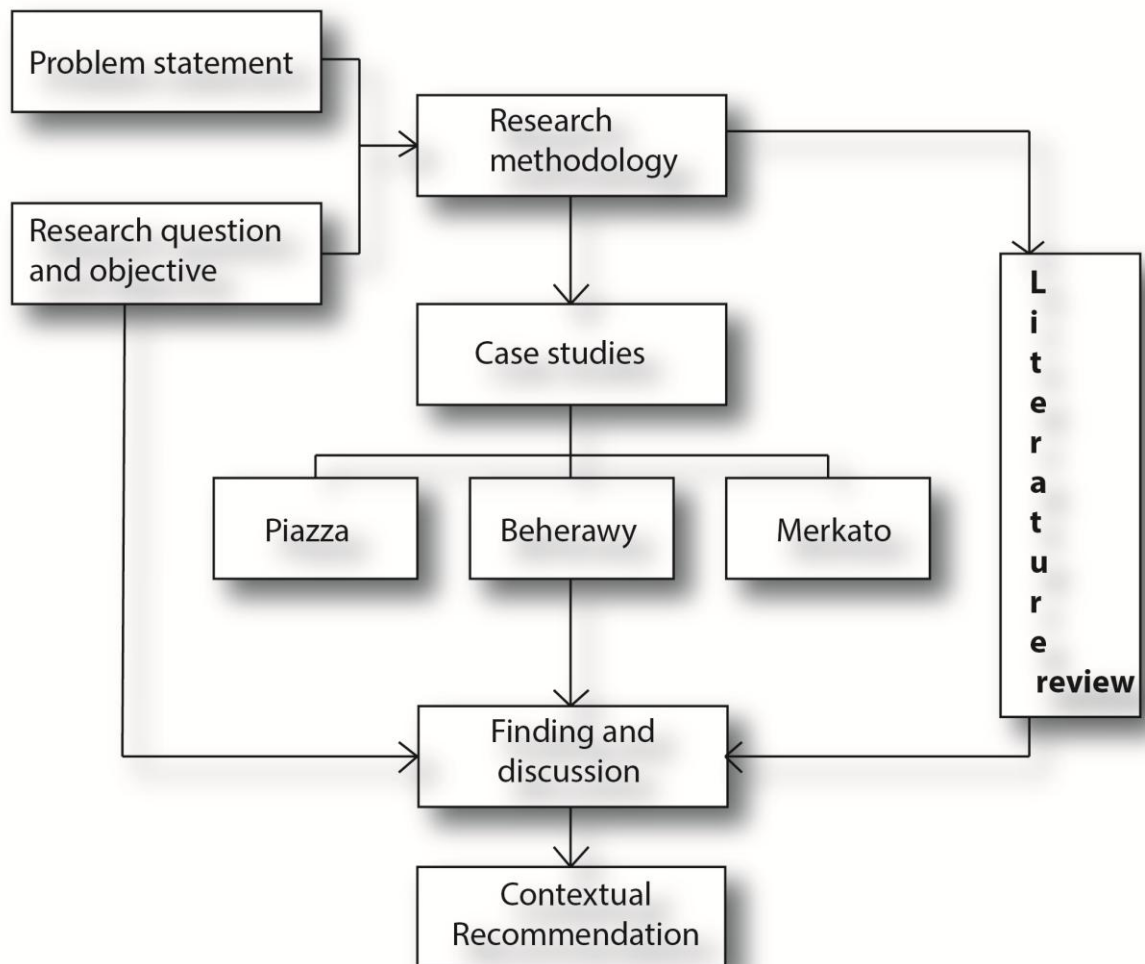 Problem statement
Research
methodology
Research question
and objective
Case studies
Piazza
Beherawy
Merkato
Literature
review
Finding and
discussion
Contextual
Recommendation